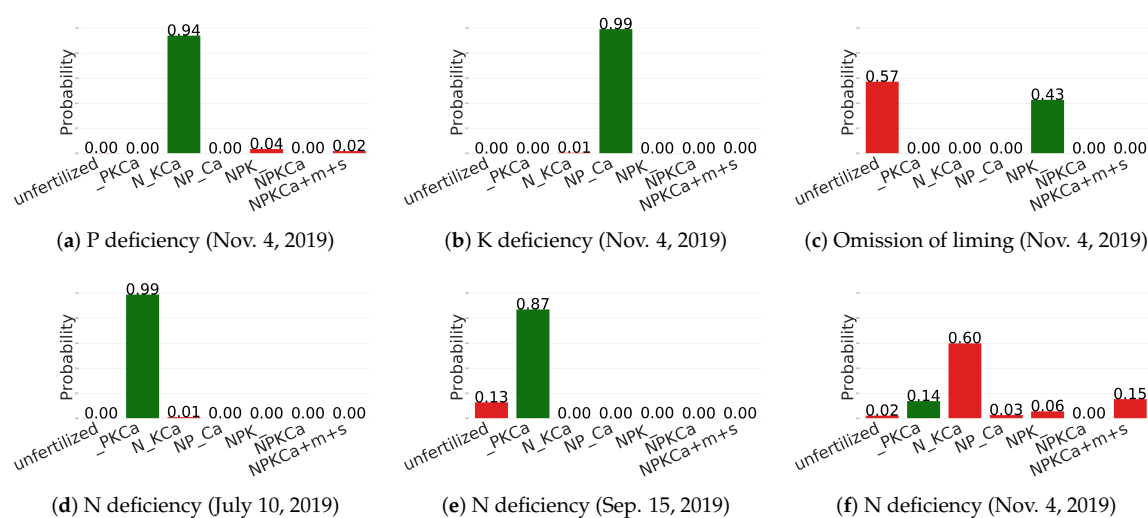 Probability
0.00 0.00 0.94 0.00 0.04 0.00 0.02
unfertilized _PKCa N_KCa NP_Ca NPK_ NPKCa NPKCa+m+s
(a) P deficiency (Nov. 4, 2019)
Probability
0.00 0.00 0.01 0.99 0.00 0.00 0.00
unfertilized _PKCa N_KCa NP_Ca NPK_ NPKCa NPKCa+m+s
(b) K deficiency (Nov. 4, 2019)
Probability
0.57 0.00 0.00 0.00 0.43 0.00 0.00
unfertilized _PKCa N_KCa NP_Ca NPK_ NPKCa NPKCa+m+s
(c) Omission of liming (Nov. 4, 2019)
Probability
0.00 0.99 0.01 0.00 0.00 0.00 0.00
unfertilized _PKCa N_KCa NP_Ca NPK_ NPKCa NPKCa+m+s
(d) N deficiency (July 10, 2019)
Probability
0.13 0.87 0.00 0.00 0.00 0.00 0.00
unfertilized _PKCa N_KCa NP_Ca NPK_ NPKCa NPKCa+m+s
(e) N deficiency (Sep. 15, 2019)
Probability
0.02 0.14 0.60 0.03 0.06 0.00 0.15
unfertilized _PKCa N_KCa NP_Ca NPK_ NPKCa NPKCa+m+s
(f) N deficiency (Nov. 4, 2019)